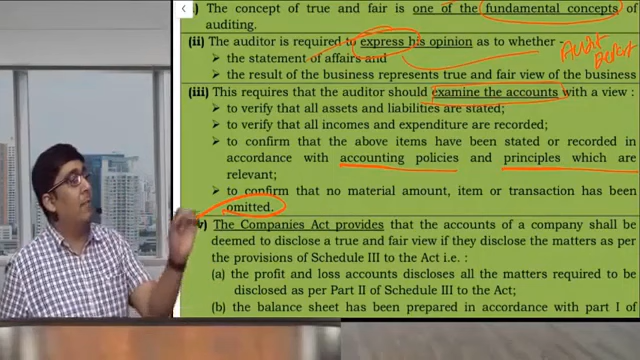 (i) The concept of true and fair is one of the fundamental concepts of
auditing.
(ii) The auditor is required to express his opinion as to whether -
➢ the statement of affairs and
➢ the result of the business represents true and fair view of the business
Audit
Report
(iii) This requires that the auditor should examine the accounts with a view :
➢ to verify that all assets and liabilities are stated;
➢ to verify that all incomes and expenditure are recorded;
➢ to confirm that the above items have been stated or recorded in
accordance with accounting policies and principles which are
relevant;
➢ to confirm that no material amount, item or transaction has been
omitted.
The Companies Act provides that the accounts of a company shall be
deemed to disclose a true and fair view if they disclose the matters as per
the provisions of Schedule III to the Act i.e. :
(a) the profit and loss accounts discloses all the matters required to be
disclosed as per Part II of Schedule III to the Act;
(b) the balance sheet has been prepared in accordance with part I of